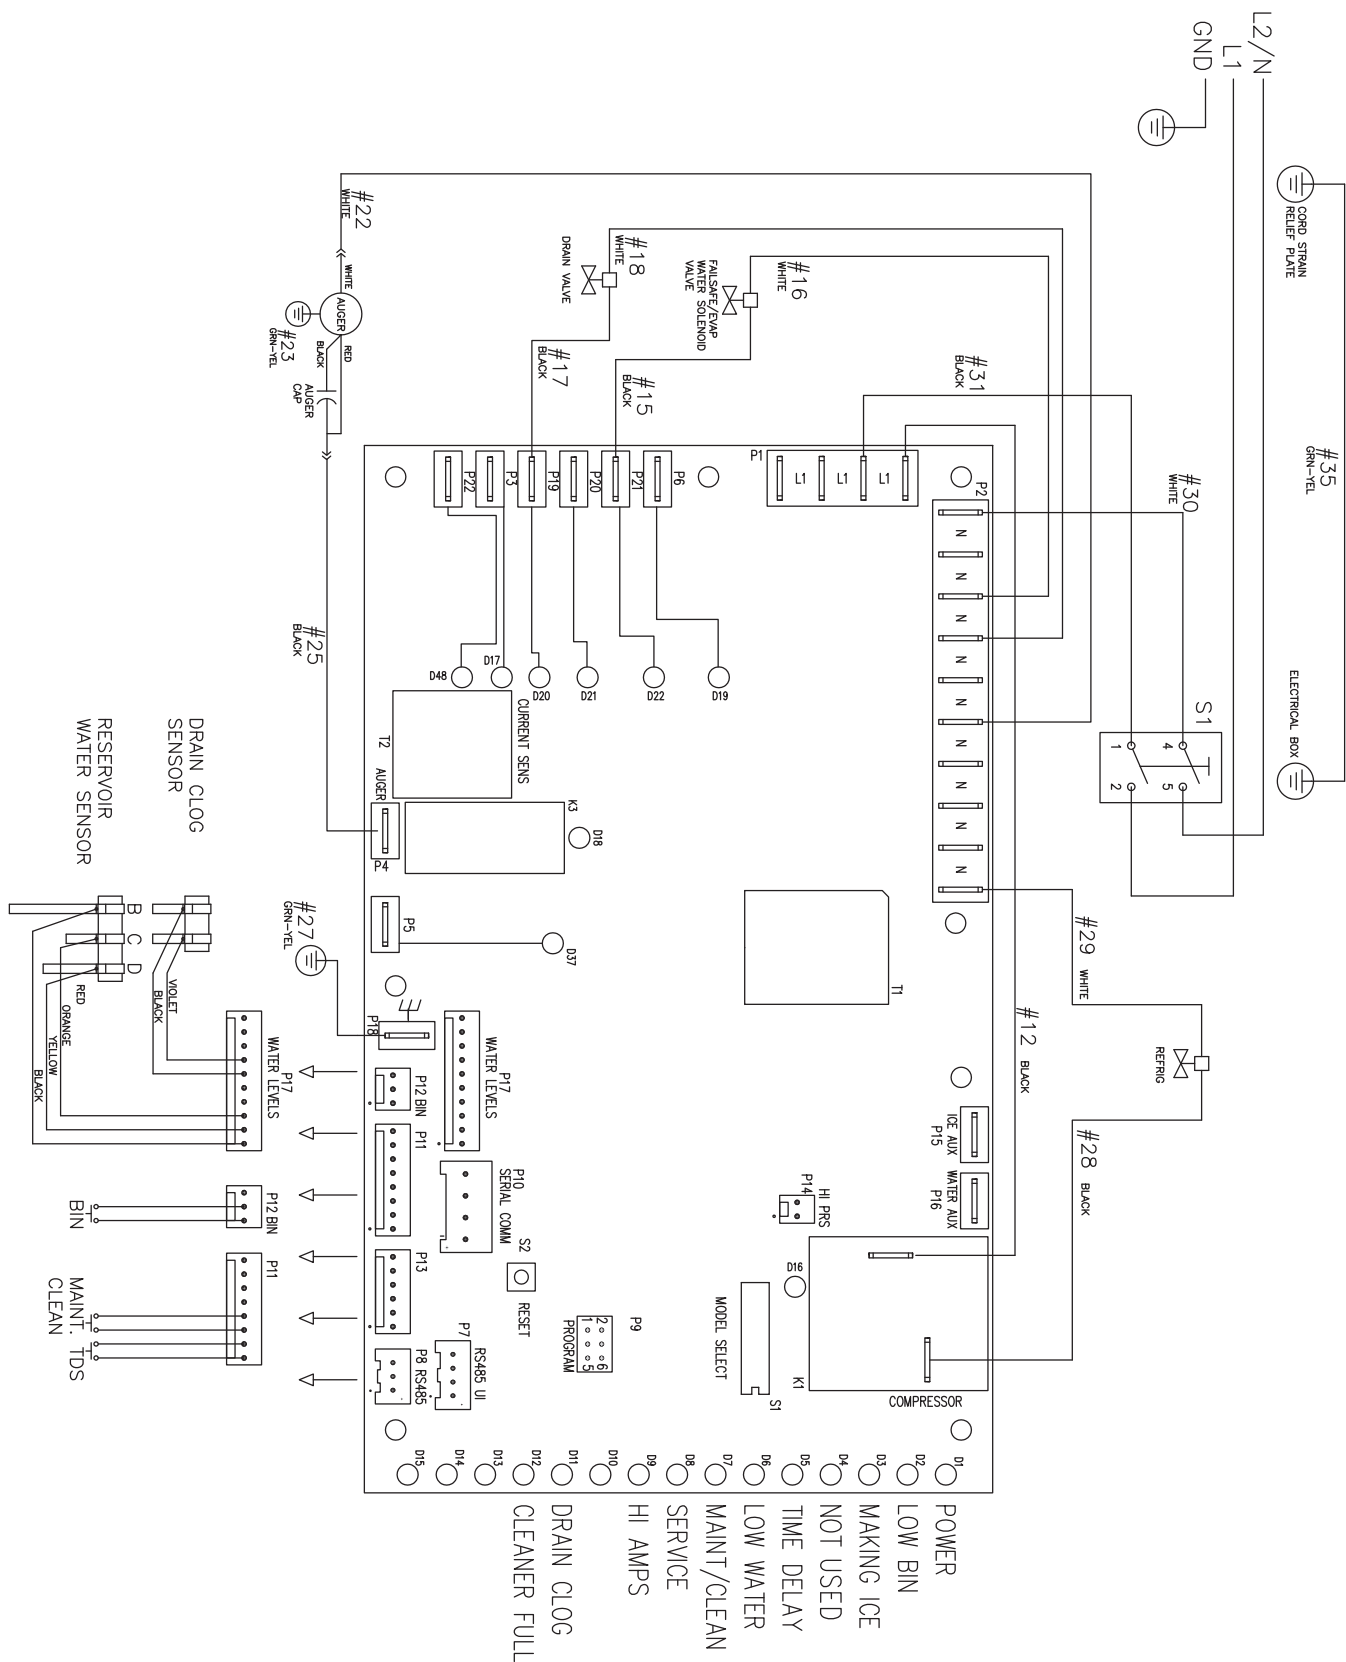 L2/N
L1
GND
CORD STRAIN
RELIEF PLATE
#35
GRN-YEL
ELECTRICAL BOX
#22
WHITE
WHITE
AUGER
#23
GRN-YEL
RED
BLACK
AUGER
CAP
#25
BLACK
#18
WHITE
DRAIN VALVE
#17
BLACK
#16
WHITE
FAILSAFE/EVAP
WATER SOLENOID
VALVE
#15
BLACK
#31
BLACK
#30
WHITE
S1
4
1
5
2
P1
L1
L1
L1
P2
N
N
N
N
N
N
N
N
N
P6
P21
P20
P19
P3
P22
D19
D22
D21
D20
D17
D48
CURRENT SENS
T2
AUGER
K3
D18
P4
P5
D37
T1
#27
GRN-YEL
P18
#29
WHITE
#12
BLACK
REFRIG
#28
BLACK
ICE AUX
P15
WATER AUX
P16
HI PRS
P14
P17
WATER LEVELS
P12 BIN
P11
P10
SERIAL COMM
P13
S2
RESET
P7
RS485 UI
P8 RS485
P9
2
6
1
5
PROGRAM
D16
MODEL SELECT
S1
K1
COMPRESSOR
DRAIN CLOG
SENSOR
RESERVOIR
WATER SENSOR
B
C
D
VIOLET
BLACK
RED
ORANGE
YELLOW
BLACK
P17
WATER LEVELS
P12 BIN
BIN
P11
MAINT. TDS
CLEAN
D1
POWER
D2
LOW BIN
D3
MAKING ICE
D4
NOT USED
D5
TIME DELAY
D6
LOW WATER
D7
MAINT/CLEAN
D8
SERVICE
D9
HI AMPS
D10
D11
DRAIN CLOG
D12
CLEANER FULL
D13
D14
D15